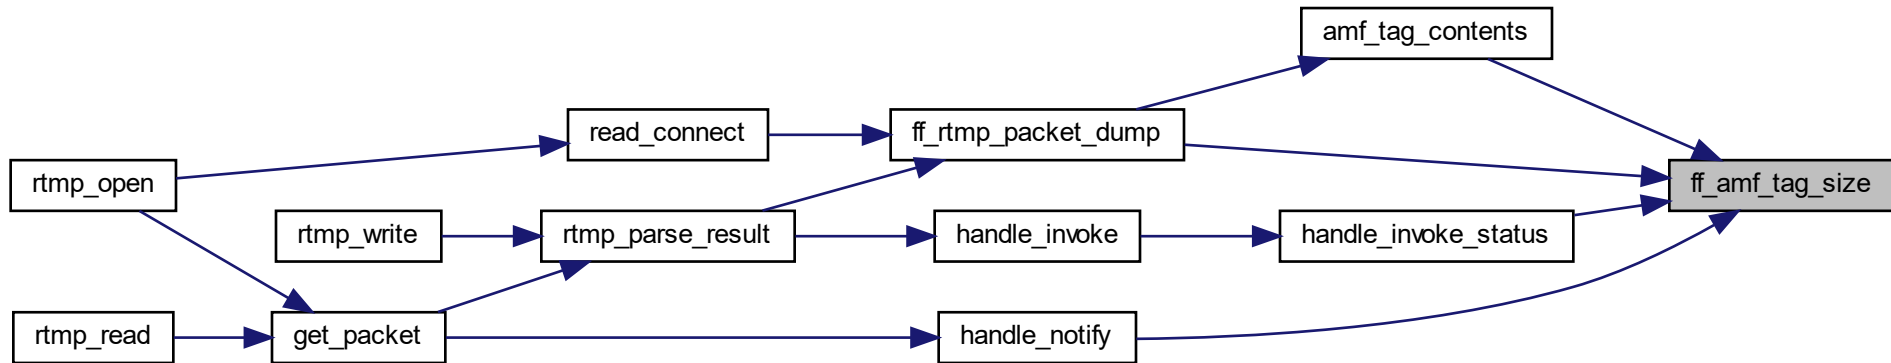 amf_tag_contents
read_connect
ff_rtmp_packet_dump
rtmp_open
ff_amf_tag_size
rtmp_write
rtmp_parse_result
handle_invoke
handle_invoke_status
rtmp_read
get_packet
handle_notify